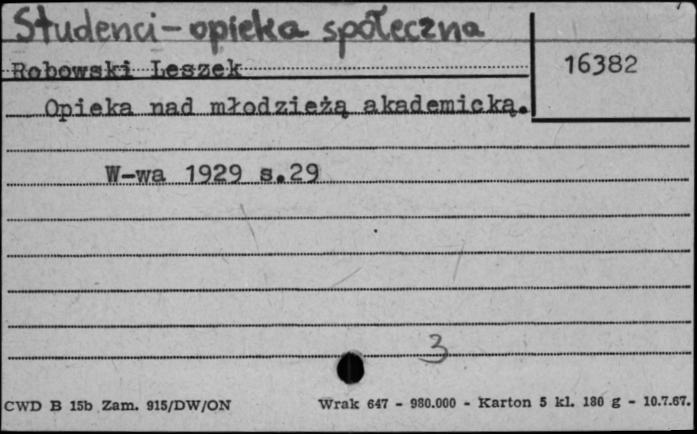 Studenci - opieka społeczna
Robowski Leszek
16382
Opieka nad młodzieżą akademicką.
W-wa 1929 s.29
3
CWD B 15b Zam. 915/DW/ON
Wrak 647 - 980.000 - Karton 5 kl. 180 g - 10.7.67.